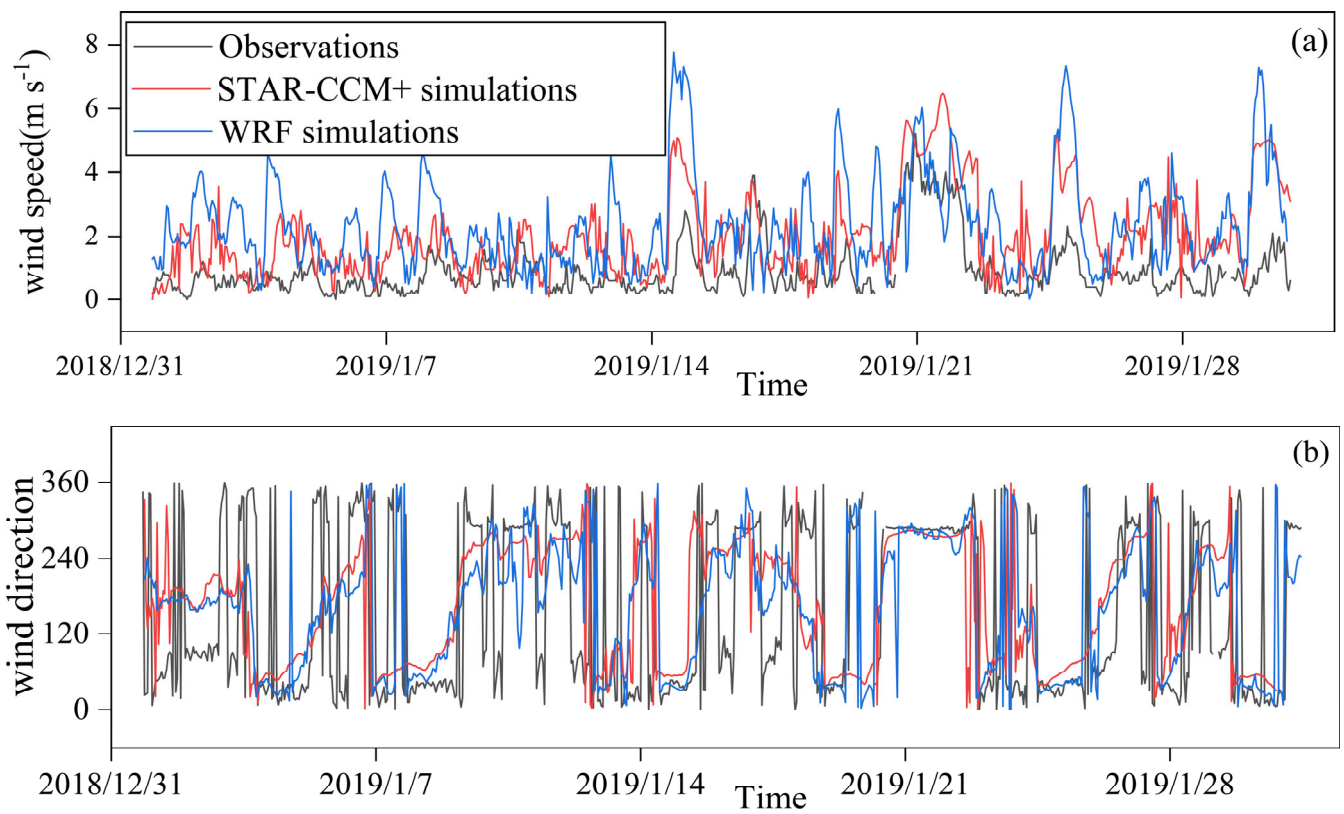 (a)
Observations
STAR-CCM+ simulations
WRF simulations
wind speed(m s⁻¹)
8
6
4
2
0
2018/12/31 2019/1/7 2019/1/14 2019/1/21 2019/1/28
Time
(b)
wind direction
360
240
120
0
2018/12/31 2019/1/7 2019/1/14 2019/1/21 2019/1/28
Time